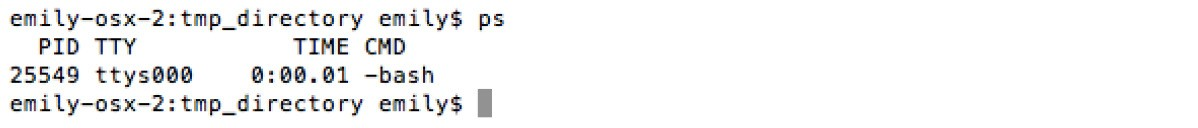 emily-osx-2:tmp_directory emily$ ps
  PID TTY           TIME CMD
25549 ttys000    0:00.01 -bash
emily-osx-2:tmp_directory emily$